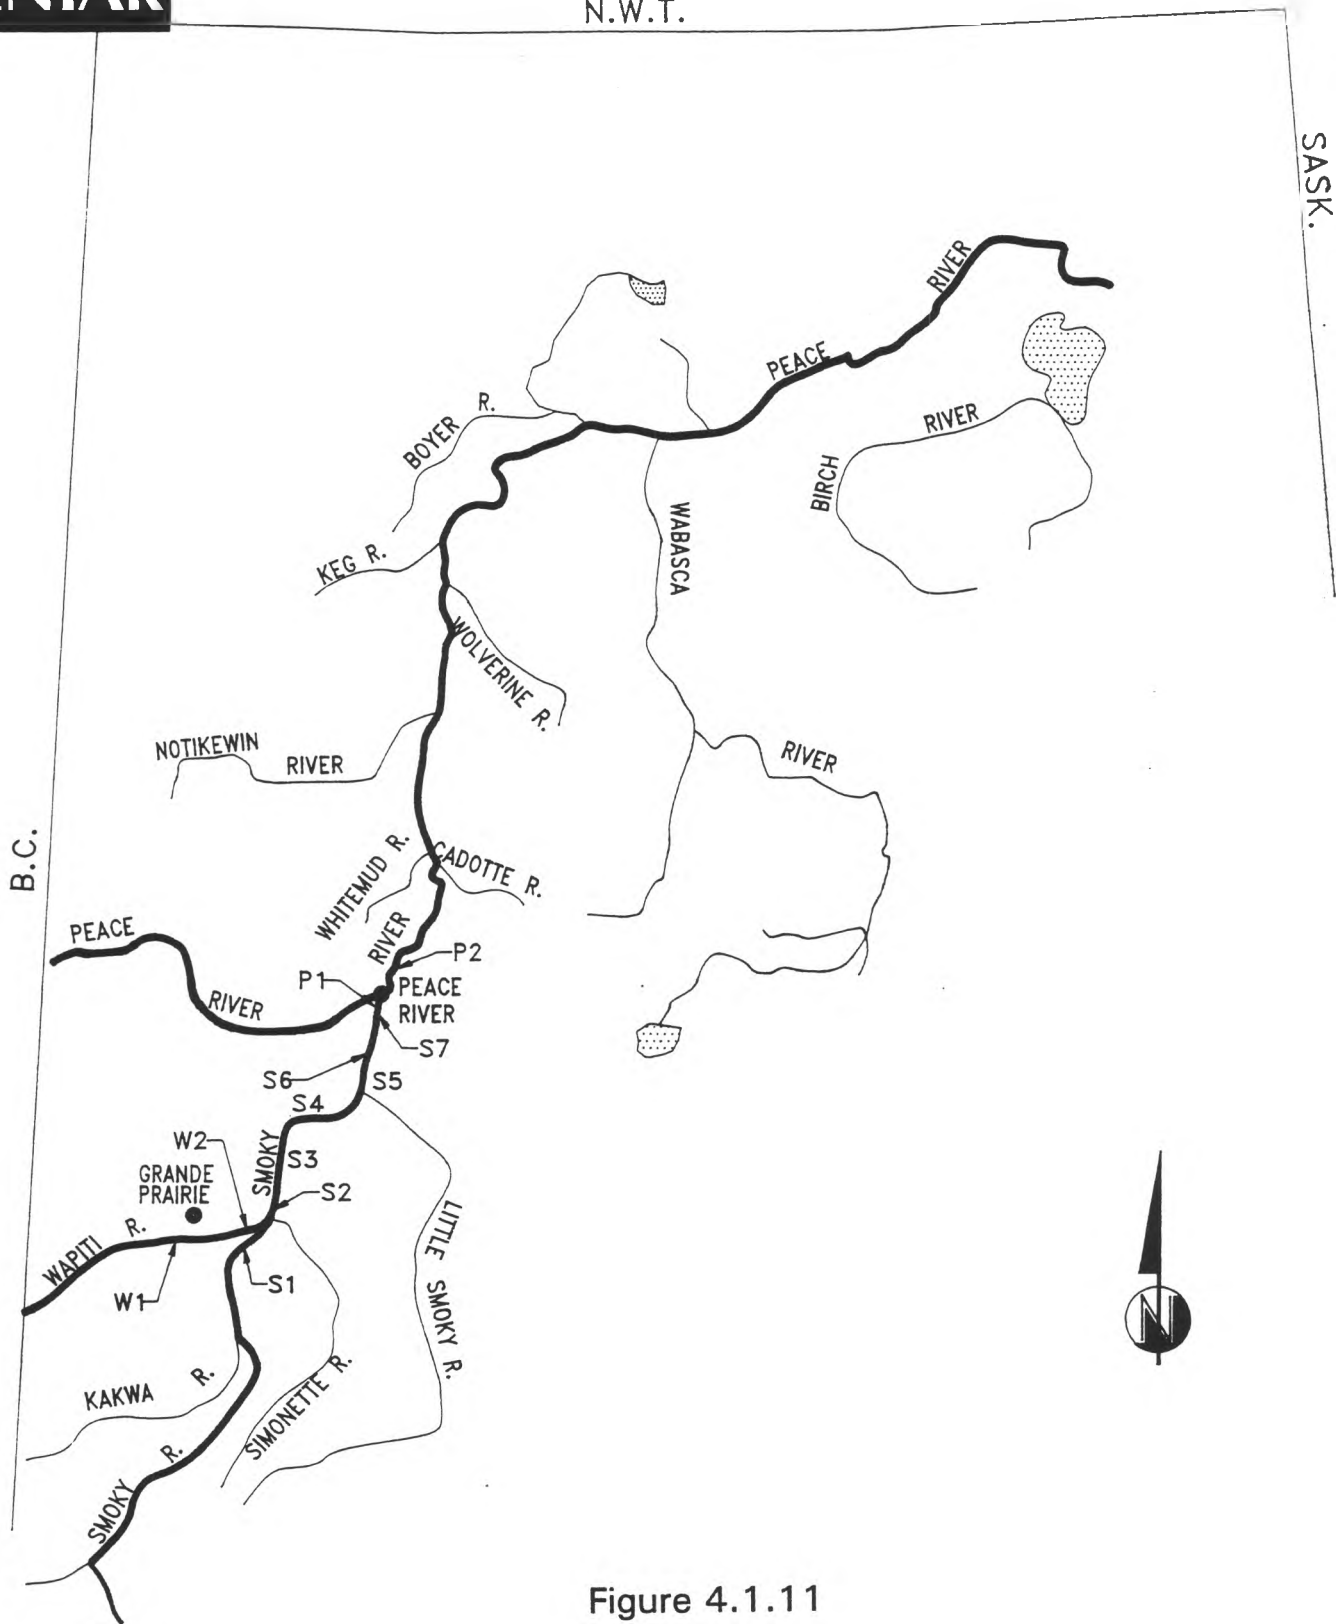 N.W.T.
SASK.
RIVER
PEACE
BOYER R.
RIVER
BIRCH
WABASCA
KEG R.
WOLVERINE R.
NOTIKEWIN RIVER
RIVER
B.C.
WHITEMUD R.
CADOTTE R.
PEACE
RIVER
P2
P1
PEACE
RIVER
RIVER
S7
S6
S5
S4
W2
SMOKY
S3
GRANDE
PRAIRIE
S2
WAPITI R.
LITTLE SMOKY R.
S1
W1
KAKWA R.
SIMONETTE R.
SMOKY R.
N
Figure 4.1.11